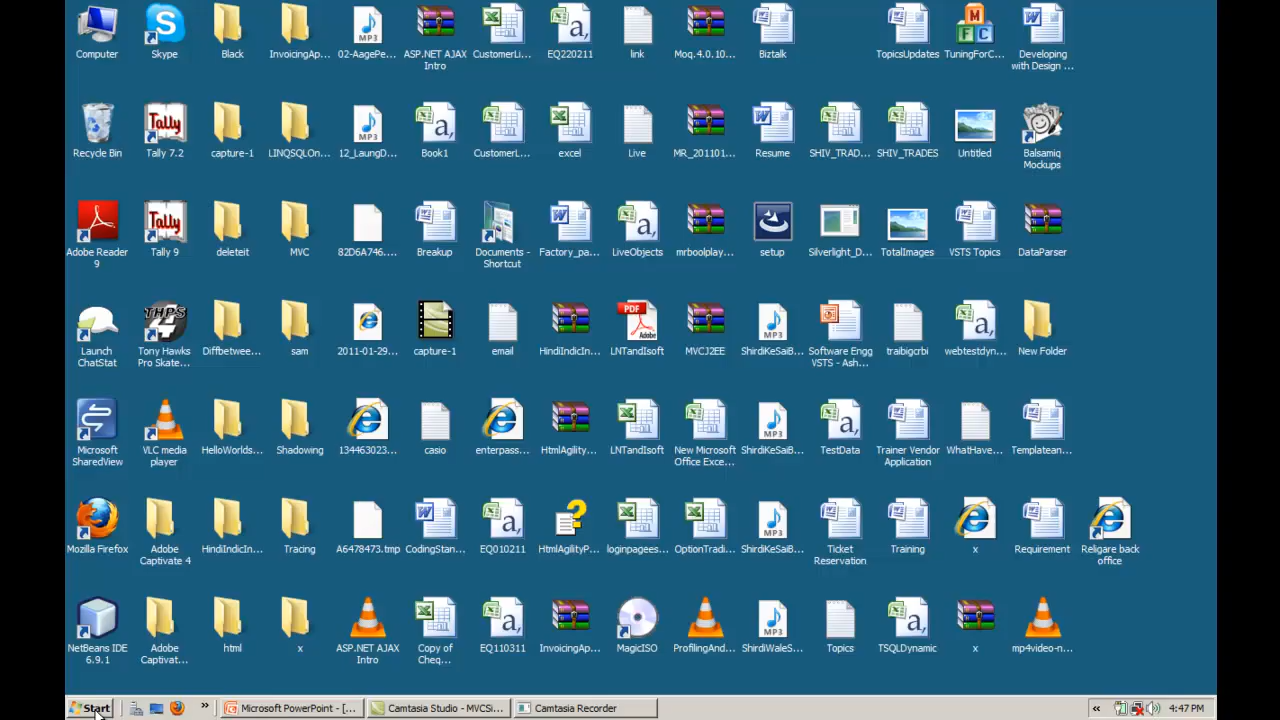 Computer
Skype
Black
InvoicingAp...
02-AagePe...
ASP.NET AJAX
Intro
CustomerLi...
EQ220211
link
Moq.4.0.10...
Biztalk
TopicsUpdates
TuningForC...
Developing
with Design ...
Recycle Bin
Tally 7.2
capture-1
LINQSQLOn...
12_LaungD...
Book1
CustomerL...
excel
Live
MR_201101...
Resume
SHIV_TRAD...
SHIV_TRADES
Untitled
Balsamiq
Mockups
Adobe Reader
9
Tally 9
deleteit
MVC
82D6A746....
Breakup
Documents -
Shortcut
Factory_pa...
LiveObjects
mrboolplay...
setup
Silverlight_D...
TotalImages
VSTS Topics
DataParser
Launch
ChatStat
Tony Hawks
Pro Skate...
Diffbetwee...
sam
2011-01-29...
capture-1
email
HindiIndicIn...
LNTandIsoft
MVCJ2EE
ShirdiKeSaiB...
Software Engg
VSTS - Ash...
traibigcrbi
webtestdyn...
New Folder
Microsoft
SharedView
VLC media
player
HelloWorlds...
Shadowing
134463023...
casio
enterpass...
HtmlAgility...
LNTandIsoft
New Microsoft
Office Exce...
ShirdiKeSaiB...
TestData
Trainer Vendor
Application
WhatHave...
Templatean...
Mozilla Firefox
Adobe
Captivate 4
HindiIndicIn...
Tracing
A6478473.tmp
CodingStan...
EQ010211
HtmlAgilityP...
loginpagees...
OptionTradi...
ShirdiKeSaiB...
Ticket
Reservation
Training
x
Requirement
Religare back
office
NetBeans IDE
6.9.1
Adobe
Captivat...
html
x
ASP.NET AJAX
Intro
Copy of
Cheq...
EQ110311
InvoicingAp...
MagicISO
ProfilingAnd...
ShirdiWaleS...
Topics
TSQLDynamic
x
mp4video-n...
Start
»
Microsoft PowerPoint - [...
Camtasia Studio - MVCSi...
Camtasia Recorder
«
4:47 PM